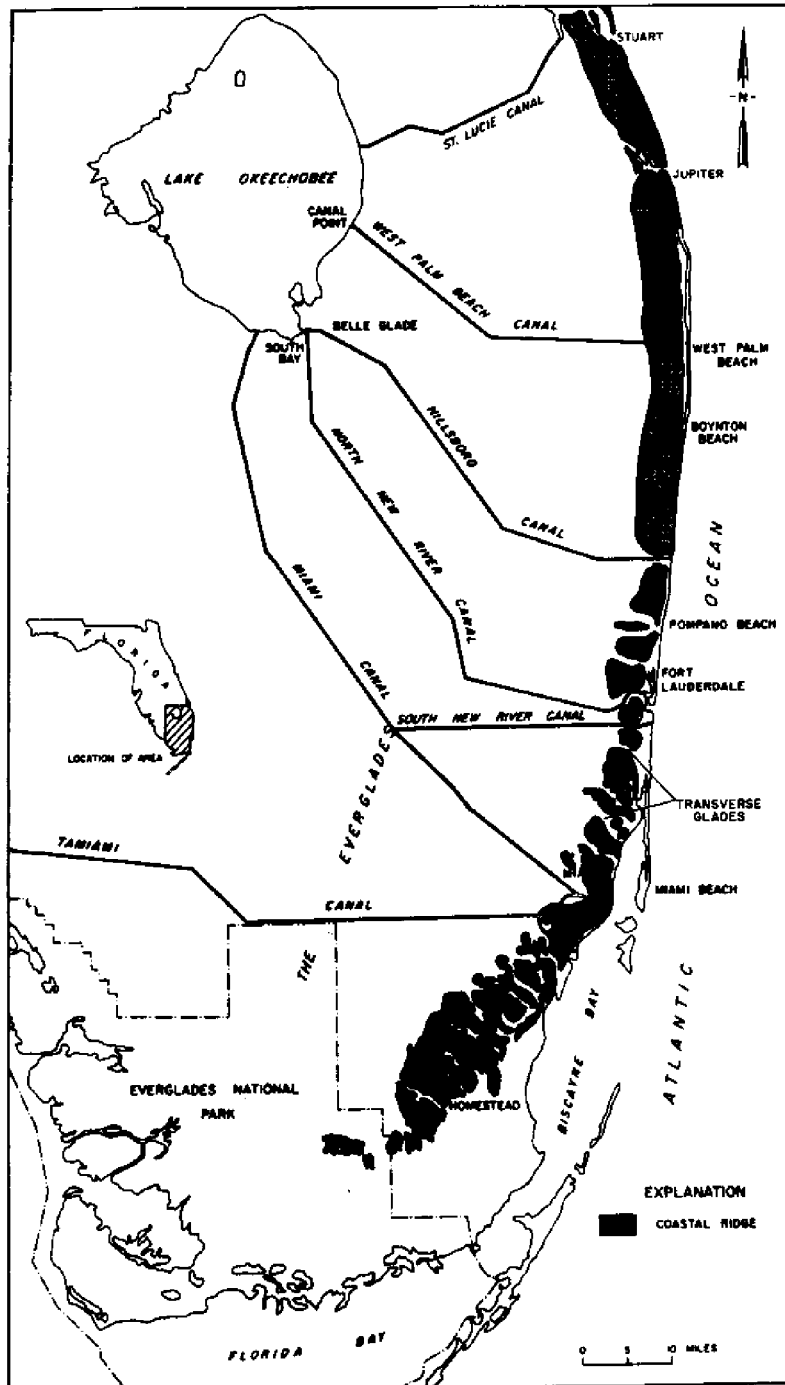 STUART
-N-
ST. LUCIE CANAL
LAKE OKEECHOBEE
JUPITER
CANAL
POINT
WEST PALM BEACH CANAL
BELLE GLADE
SOUTH
BAY
WEST PALM
BEACH
HILLSBORO CANAL
BOYNTON
BEACH
NORTH NEW RIVER CANAL
MIAMI CANAL
OCEAN
FLORIDA
POMPANO BEACH
FORT
LAUDERDALE
SOUTH NEW RIVER CANAL
LOCATION OF AREA
EVERGLADES
TRANSVERSE
GLADES
TAMIAMI CANAL
MIAMI BEACH
THE
ATLANTIC
BISCAYNE BAY
EVERGLADES NATIONAL
PARK
HOMESTEAD
EXPLANATION
COASTAL RIDGE
FLORIDA BAY
0 5 10 MILES